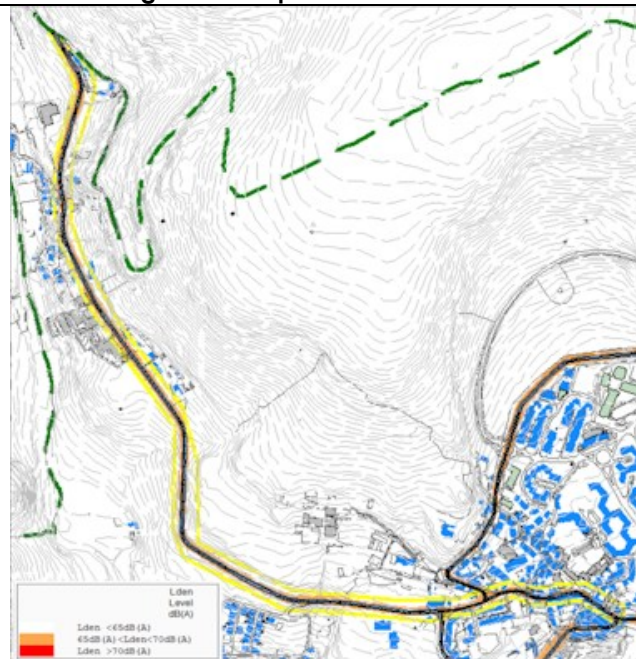 Lden
Level
dB(A)
Lden <65dB(A)
65dB(A)<Lden<70dB(A)
Lden >70dB(A)